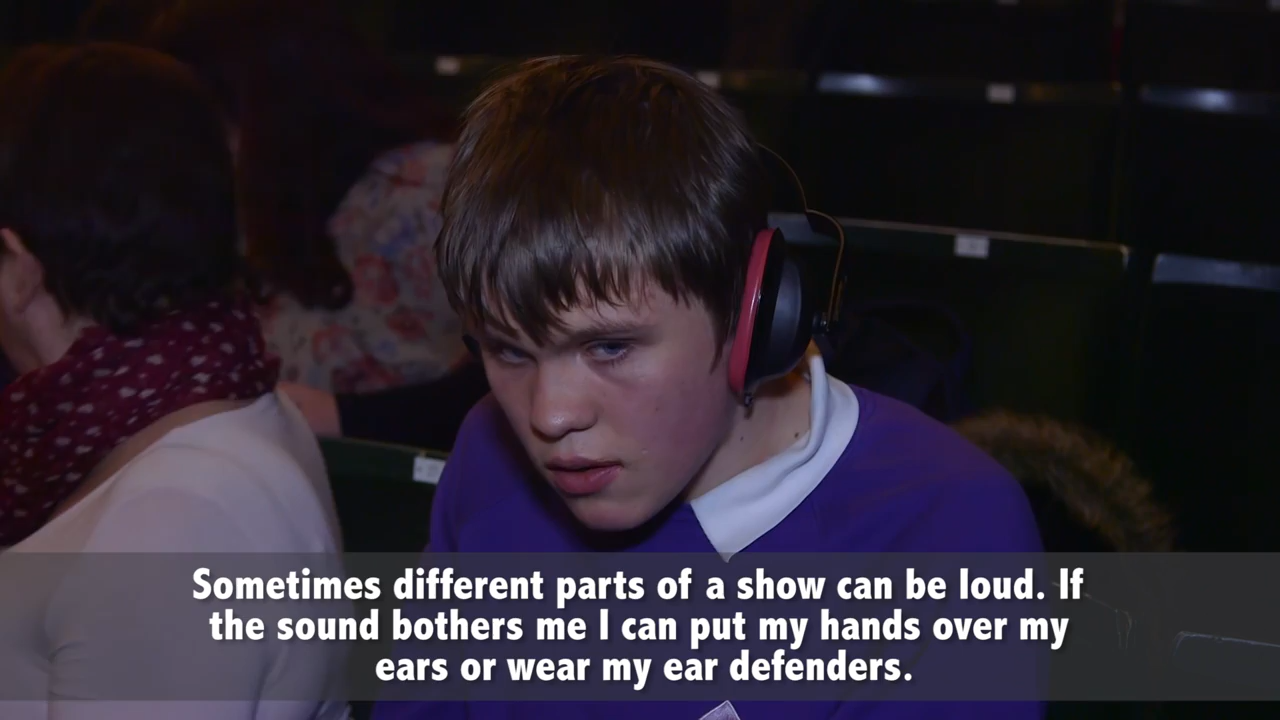 Sometimes different parts of a show can be loud. If
the sound bothers me I can put my hands over my
ears or wear my ear defenders.